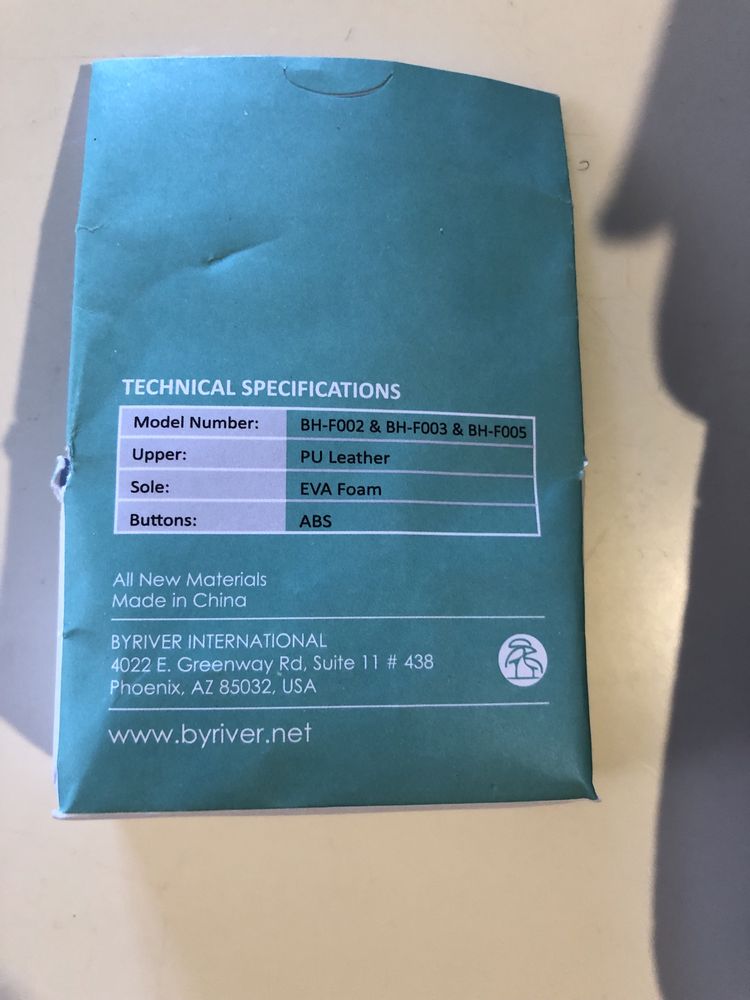 TECHNICAL SPECIFICATIONS
Model Number: BH-F002 & BH-F003 & BH-F005
Upper: PU Leather
Sole: EVA Foam
Buttons: ABS
All New Materials
Made in China
BYRIVER INTERNATIONAL
4022 E. Greenway Rd, Suite 11 # 438
Phoenix, AZ 85032, USA
www.byriver.net